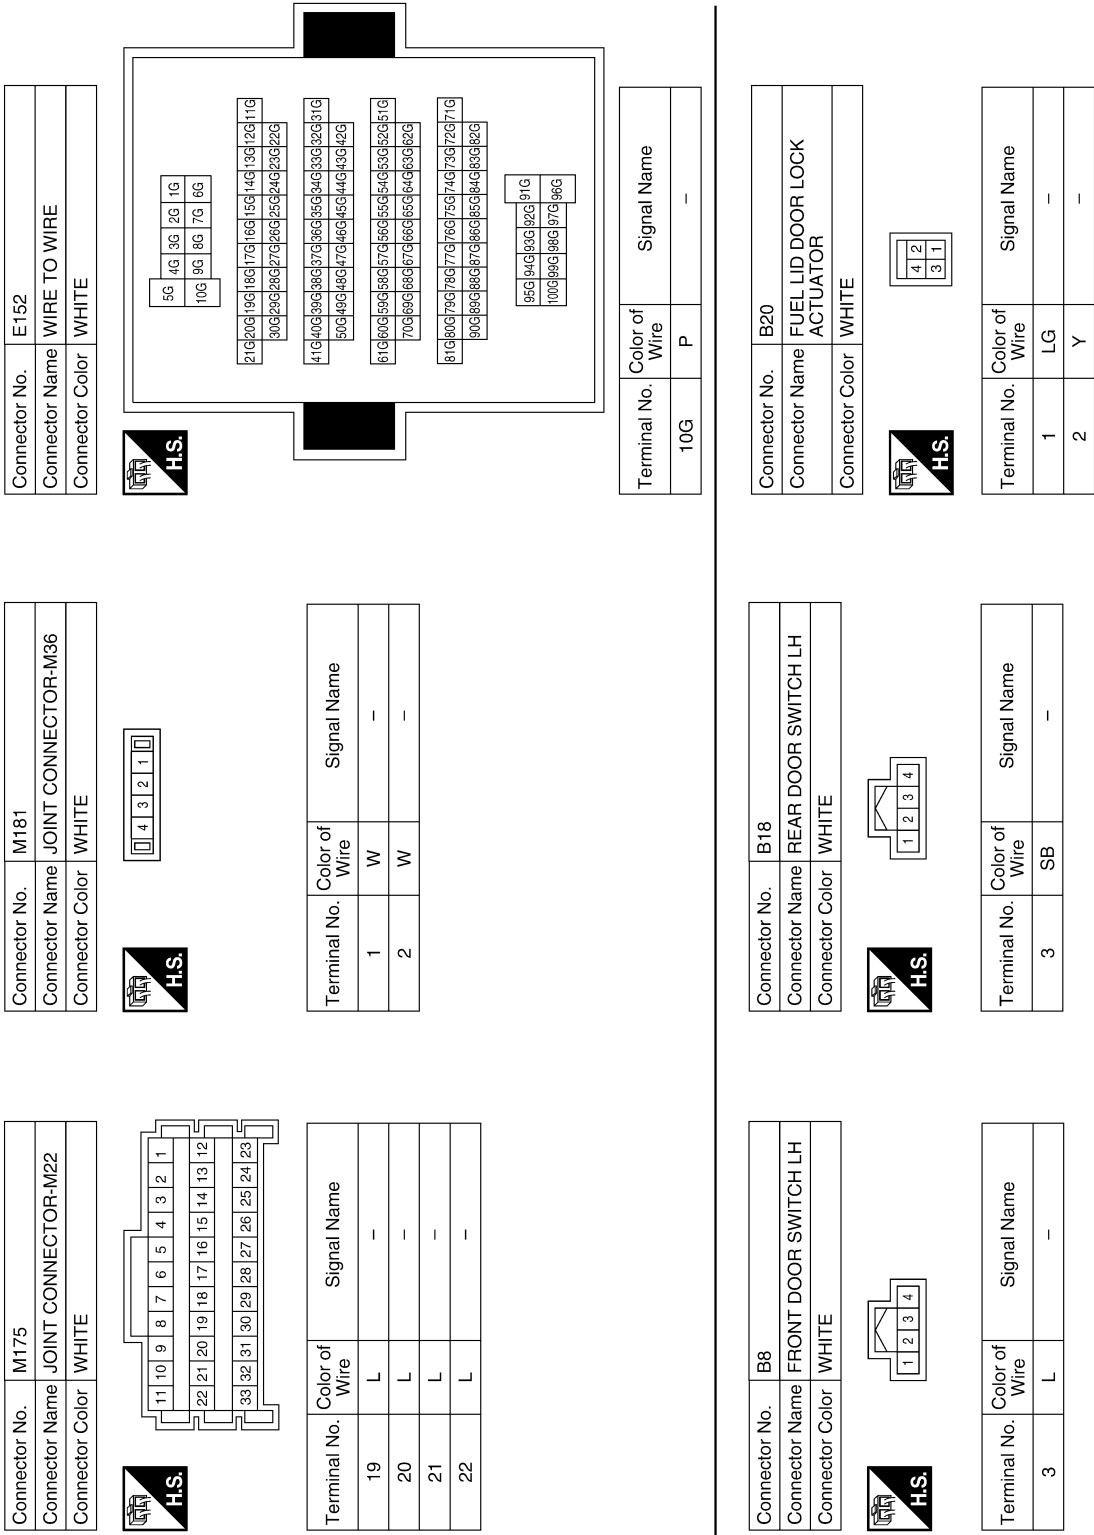 Connector No. M175
Connector Name JOINT CONNECTOR-M22
Connector Color WHITE
H.S.
11 10 9 8 7 6 5 4 3 2 1
22 21 20 19 18 17 16 15 14 13 12
33 32 31 30 29 28 27 26 25 24 23
Terminal No. Color of Wire Signal Name
19 L –
20 L –
21 L –
22 L –
Connector No. M181
Connector Name JOINT CONNECTOR-M36
Connector Color WHITE
H.S.
4 3 2 1
Terminal No. Color of Wire Signal Name
1 W –
2 W –
Connector No. E152
Connector Name WIRE TO WIRE
Connector Color WHITE
H.S.
5G 4G 3G 2G 1G
10G 9G 8G 7G 6G
21G 20G 19G 18G 17G 16G 15G 14G 13G 12G 11G
30G 29G 28G 27G 26G 25G 24G 23G 22G
41G 40G 39G 38G 37G 36G 35G 34G 33G 32G 31G
50G 49G 48G 47G 46G 45G 44G 43G 42G
61G 60G 59G 58G 57G 56G 55G 54G 53G 52G 51G
70G 69G 68G 67G 66G 65G 64G 63G 62G
81G 80G 79G 78G 77G 76G 75G 74G 73G 72G 71G
90G 89G 88G 87G 86G 85G 84G 83G 82G
95G 94G 93G 92G 91G
100G 99G 98G 97G 96G
Terminal No. Color of Wire Signal Name
10G P –
Connector No. B8
Connector Name FRONT DOOR SWITCH LH
Connector Color WHITE
H.S.
1 2 3 4
Terminal No. Color of Wire Signal Name
3 L –
Connector No. B18
Connector Name REAR DOOR SWITCH LH
Connector Color WHITE
H.S.
1 2 3 4
Terminal No. Color of Wire Signal Name
3 SB –
Connector No. B20
Connector Name FUEL LID DOOR LOCK
ACTUATOR
Connector Color WHITE
H.S.
4 2
3 1
Terminal No. Color of Wire Signal Name
1 LG –
2 Y –